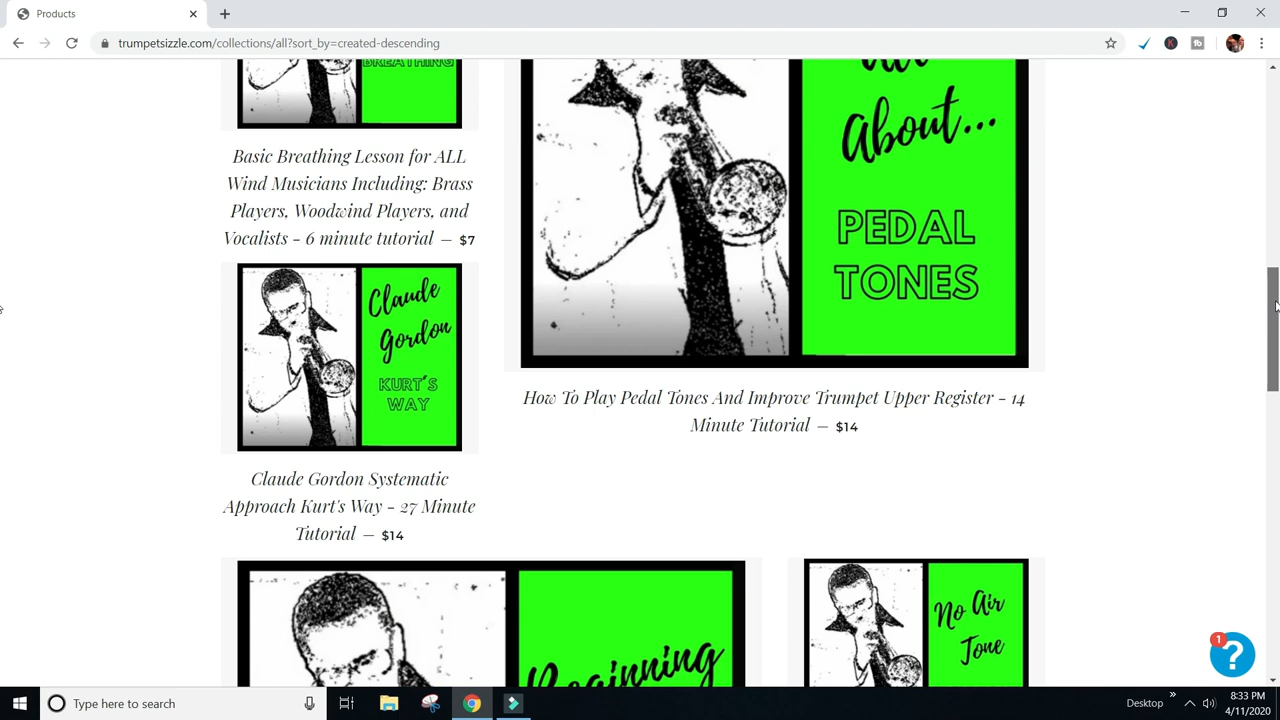 Products
trumpetsizzle.com/collections/all?sort_by=created-descending
BREATHING
Basic Breathing Lesson for ALL
Wind Musicians Including: Brass
Players, Woodwind Players, and
Vocalists - 6 minute tutorial — $7
Claude
Gordon
KURT'S
WAY
Claude Gordon Systematic
Approach Kurt's Way - 27 Minute
Tutorial — $14
About...
PEDAL
TONES
How To Play Pedal Tones And Improve Trumpet Upper Register - 14
Minute Tutorial — $14
Beginning
No Air
Tone
1
?
Type here to search
Desktop
»
8:33 PM
4/11/2020